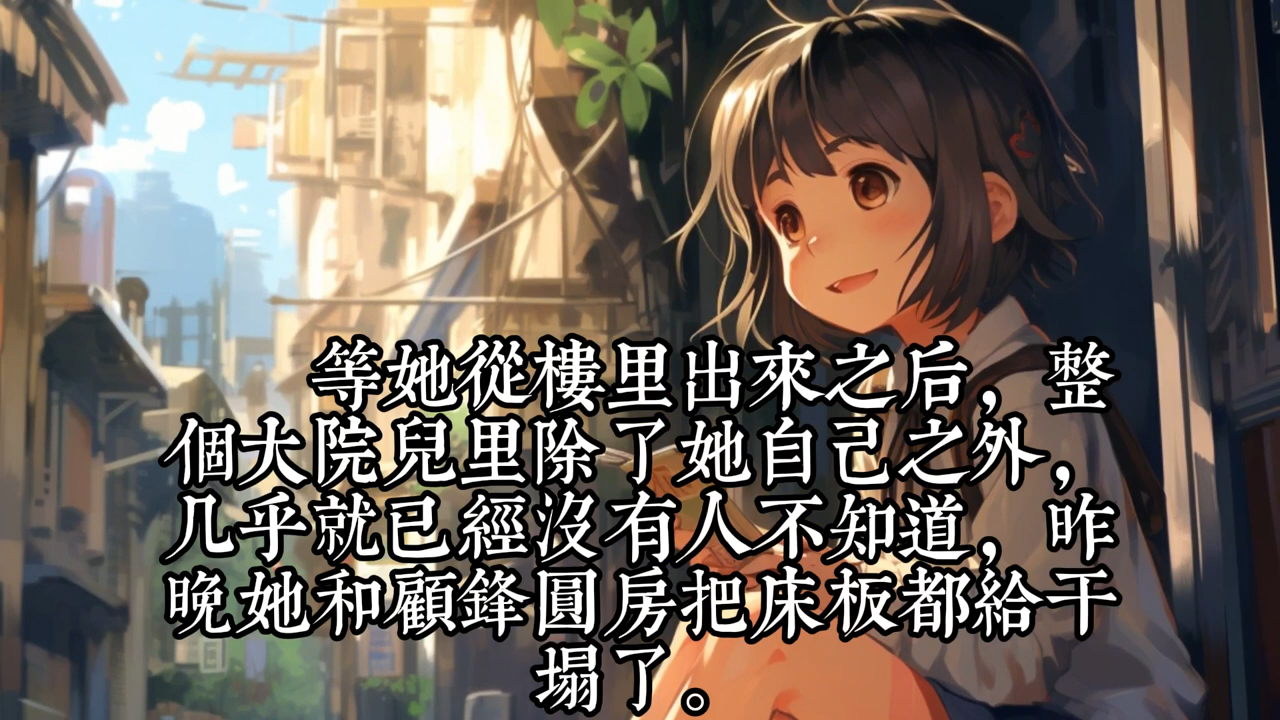 等她從樓里出來之后，整
個大院兒里除了她自己之外，
几乎就已經沒有人不知道，昨
晚她和顧鋒圓房把床板都給干
塌了。